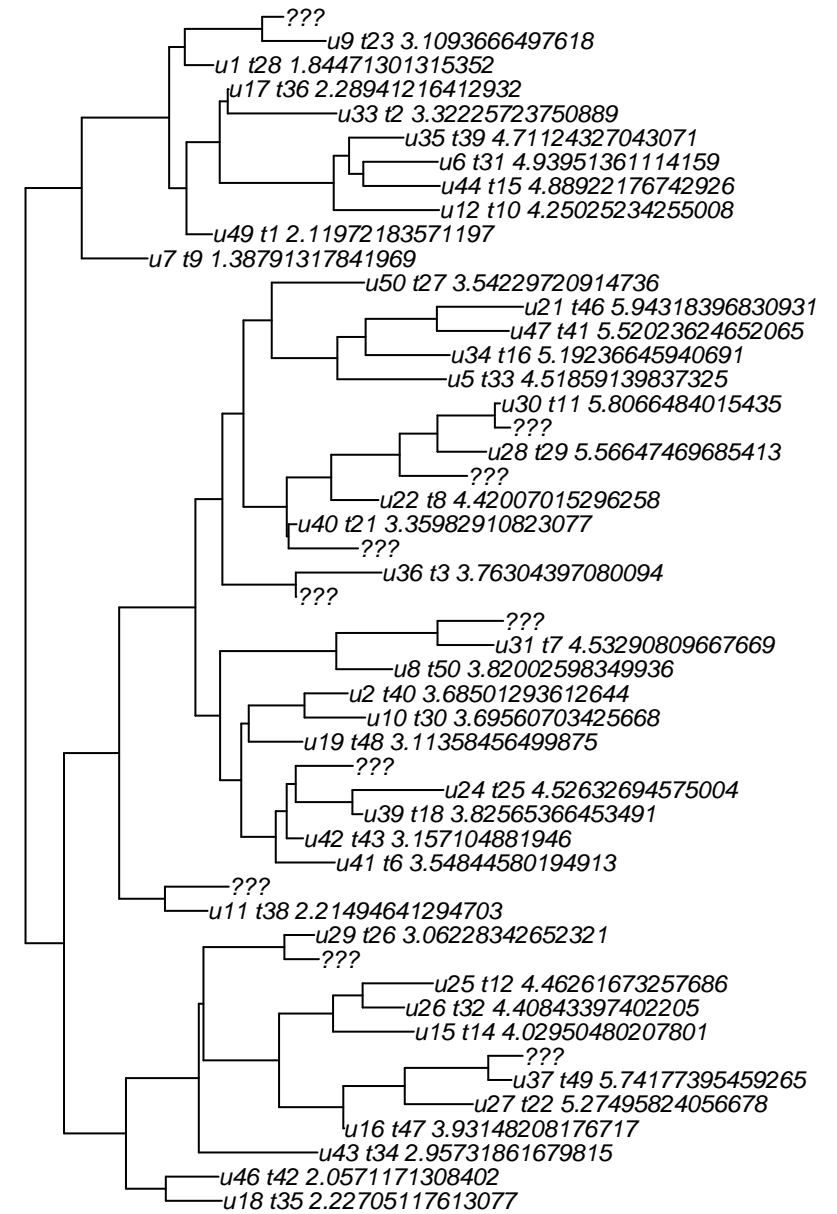 ???
u9 t23 3.1093666497618
u1 t28 1.84471301315352
u17 t36 2.28941216412932
u33 t2 3.32225723750889
u35 t39 4.71124327043071
u6 t31 4.93951361114159
u44 t15 4.88922176742926
u12 t10 4.25025234255008
u49 t1 2.11972183571197
u7 t9 1.38791317841969
u50 t27 3.54229720914736
u21 t46 5.94318396830931
u47 t41 5.52023624652065
u34 t16 5.19236645940691
u5 t33 4.51859139837325
u30 t11 5.8066484015435
???
u28 t29 5.56647469685413
???
u22 t8 4.42007015296258
u40 t21 3.35982910823077
???
u36 t3 3.76304397080094
???
???
u31 t7 4.53290809667669
u8 t50 3.82002598349936
u2 t40 3.68501293612644
u10 t30 3.69560703425668
u19 t48 3.11358456499875
???
u24 t25 4.52632694575004
u39 t18 3.82565366453491
u42 t43 3.157104881946
u41 t6 3.54844580194913
???
u11 t38 2.21494641294703
u29 t26 3.06228342652321
???
u25 t12 4.46261673257686
u26 t32 4.40843397402205
u15 t14 4.02950480207801
???
u37 t49 5.74177395459265
u27 t22 5.27495824056678
u16 t47 3.93148208176717
u43 t34 2.95731861679815
u46 t42 2.0571171308402
u18 t35 2.22705117613077